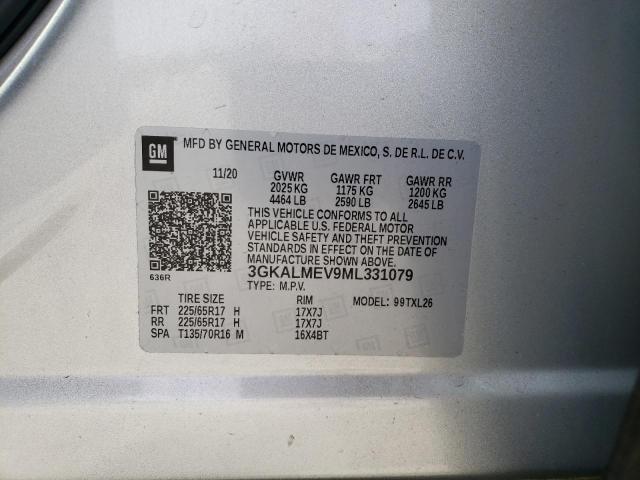 GM MFD BY GENERAL MOTORS DE MEXICO, S. DE R.L. DE C.V.
11/20 GVWR GAWR FRT GAWR RR
2025 KG 1175 KG 1200 KG
4464 LB 2590 LB 2645 LB
THIS VEHICLE CONFORMS TO ALL
APPLICABLE U.S. FEDERAL MOTOR
VEHICLE SAFETY AND THEFT PREVENTION
STANDARDS IN EFFECT ON THE DATE OF
MANUFACTURE SHOWN ABOVE.
636R 3GKALMEV9ML331079
TYPE: M.P.V.
TIRE SIZE RIM MODEL: 99TXL26
FRT 225/65R17 H 17X7J
RR 225/65R17 H 17X7J
SPA T135/70R16 M 16X4BT